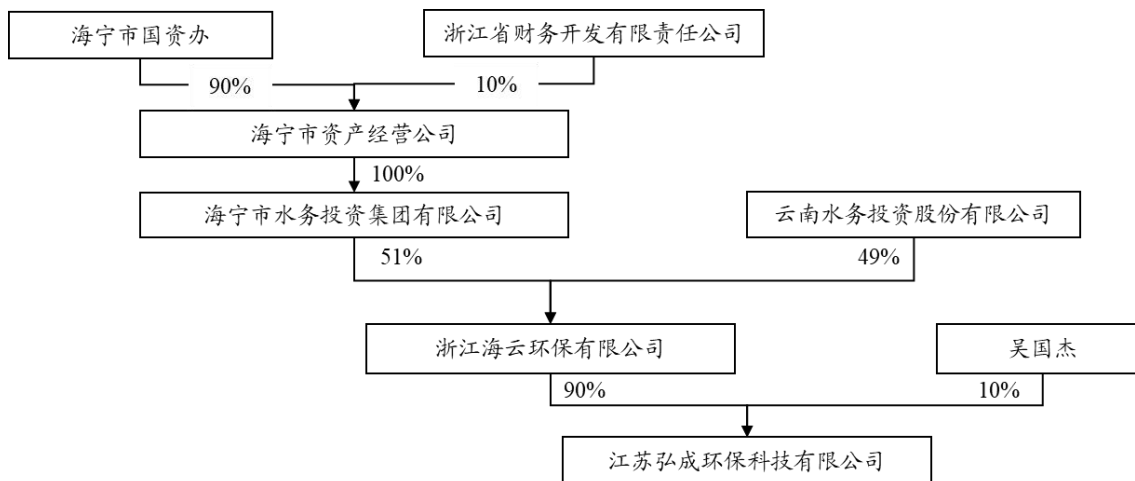 海宁市国资办
浙江省财务开发有限责任公司
90%
10%
海宁市资产经营公司
100%
海宁市水务投资集团有限公司
云南水务投资股份有限公司
51%
49%
浙江海云环保有限公司
吴国杰
90%
10%
江苏弘成环保科技有限公司